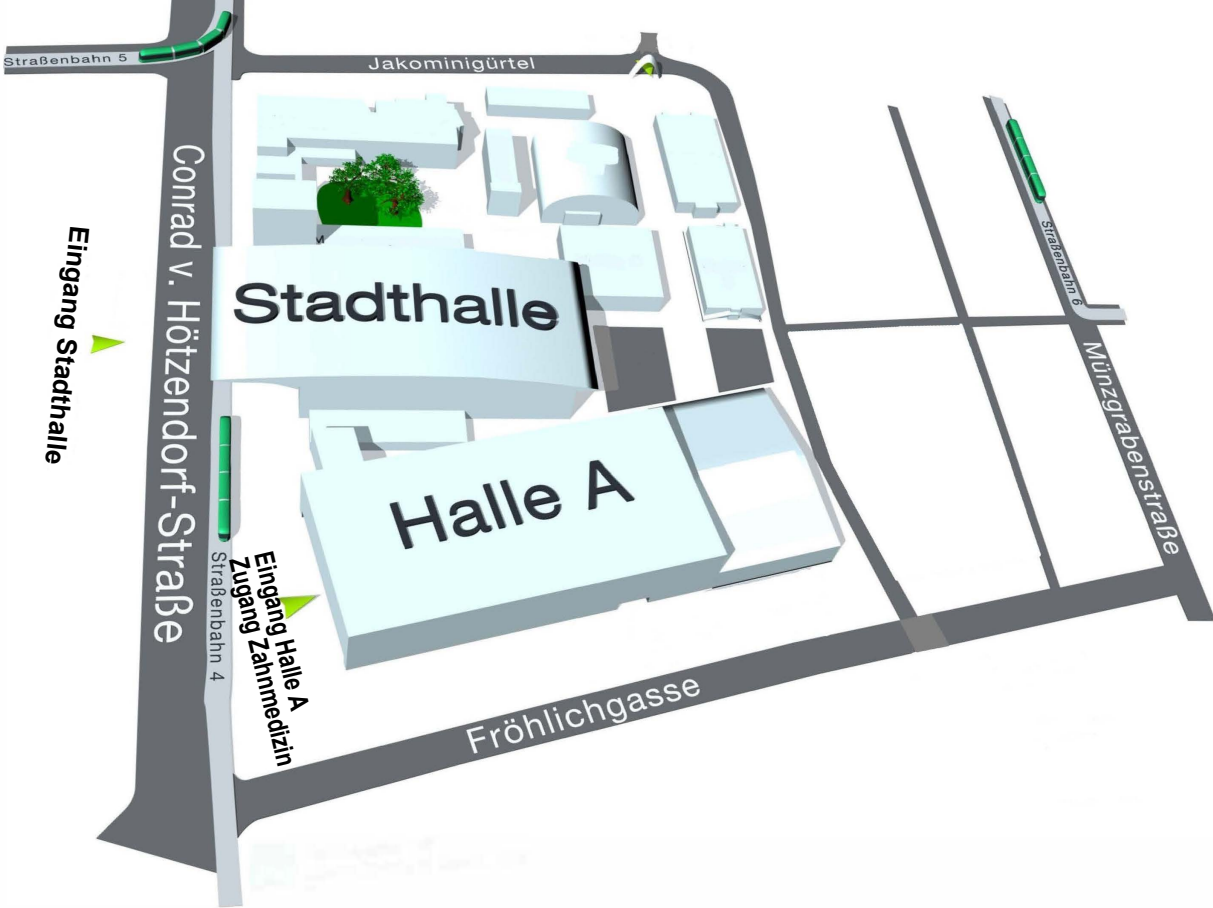 Straßenbahn 5
Jakominigürtel
Conrad v. Hötzendorf-Straße
Eingang Stadthalle
Stadthalle
Straßenbahn 6
Münzgrabenstraße
Halle A
Straßenbahn 4
Eingang Halle A
Zugang Zahnmedizin
Fröhlichgasse